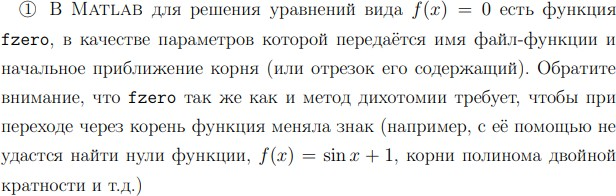 ① В MATLAB для решения уравнений вида f(x) = 0 есть функция
fzero, в качестве параметров которой передаётся имя файл-функции и
начальное приближение корня (или отрезок его содержащий). Обратите
внимание, что fzero так же как и метод дихотомии требует, чтобы при
переходе через корень функция меняла знак (например, с её помощью не
удастся найти нули функции, f(x) = sin x + 1, корни полинома двойной
кратности и т.д.)